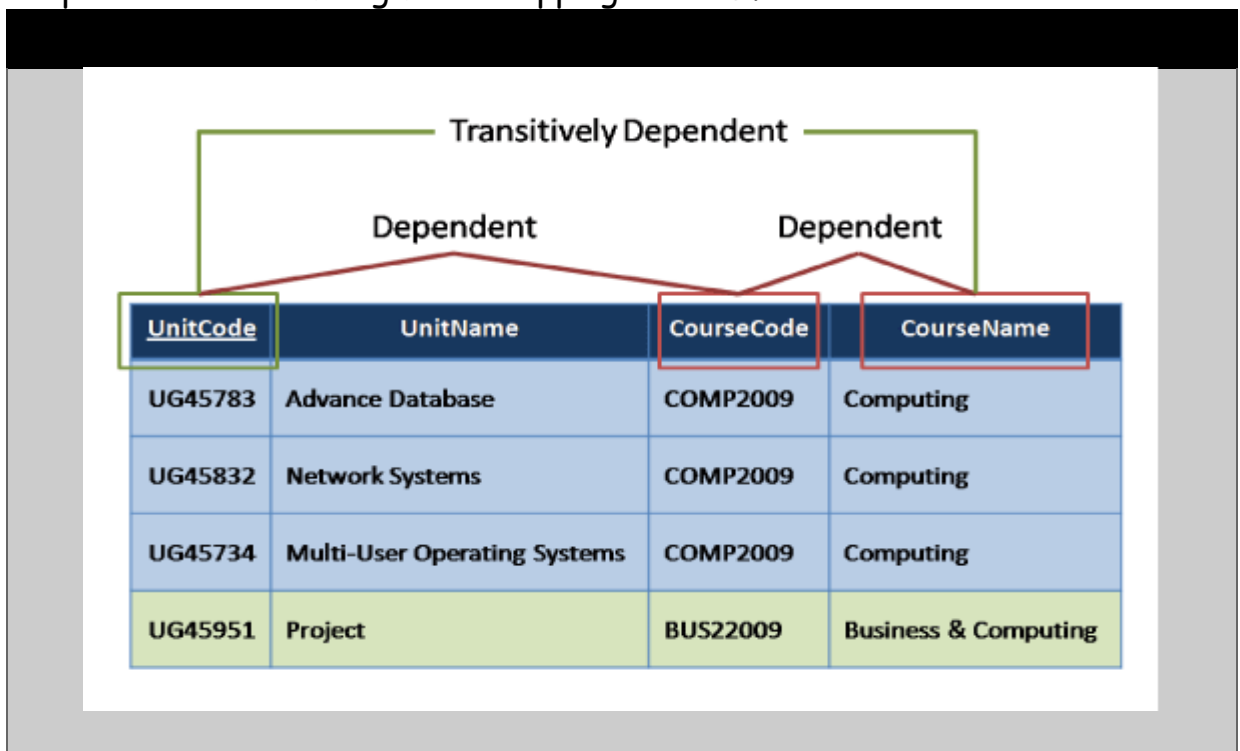 Transitively Dependent
Dependent Dependent
UnitCode UnitName CourseCode CourseName
UG45783 Advance Database COMP2009 Computing
UG45832 Network Systems COMP2009 Computing
UG45734 Multi-User Operating Systems COMP2009 Computing
UG45951 Project BUS22009 Business & Computing